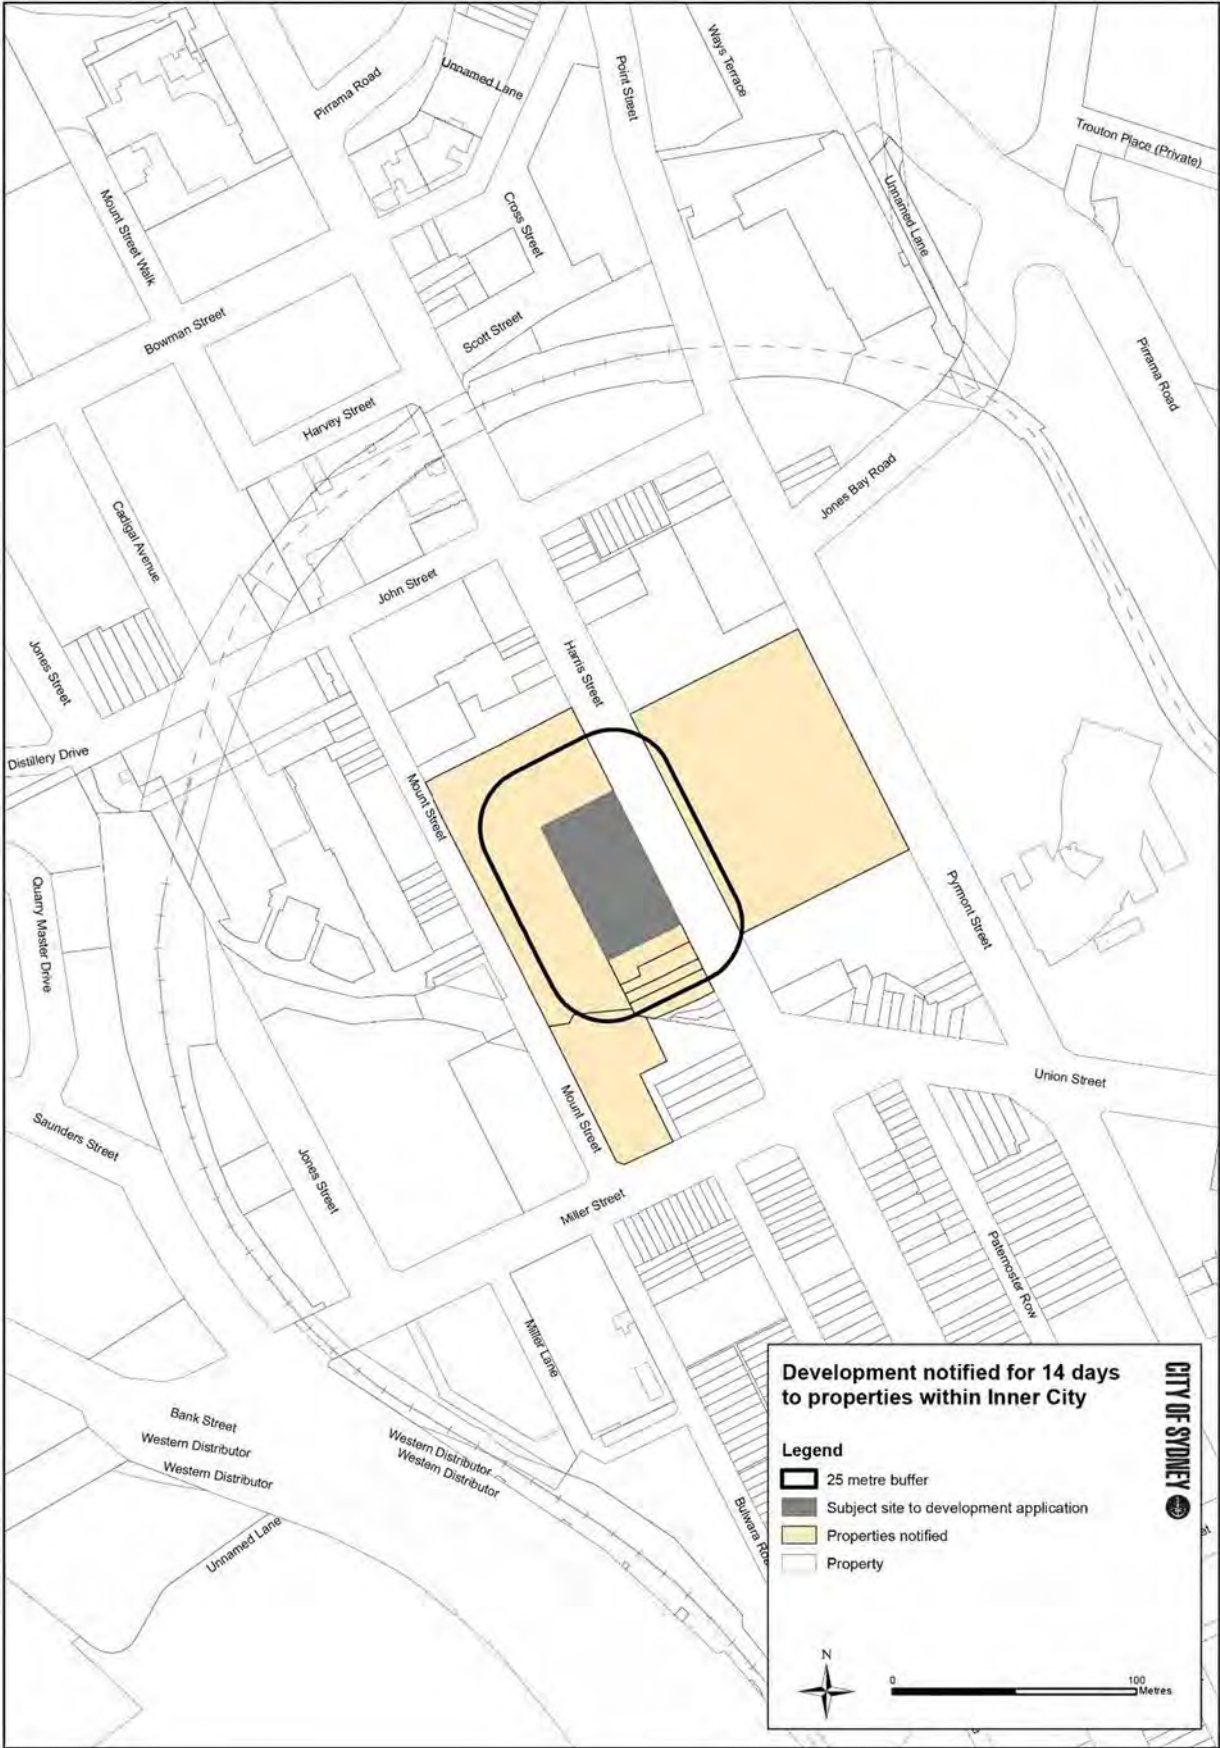 Pirrama Road
Unnamed Lane
Point Street
Ways Terrace
Trouton Place (Private)
Unnamed Lane
Mount Street Walk
Cross Street
Bowman Street
Scott Street
Pirrama Road
Harvey Street
Jones Bay Road
Cadigal Avenue
John Street
Jones Street
Harris Street
Distillery Drive
Mount Street
Quarry Master Drive
Pyrmont Street
Union Street
Mount Street
Saunders Street
Jones Street
Miller Street
Paternoster Row
Miller Lane
Bank Street
Western Distributor
Western Distributor
Western Distributor
Western Distributor
Unnamed Lane
Bulwara
Development notified for 14 days
to properties within Inner City
CITY OF SYDNEY
Legend
25 metre buffer
Subject site to development application
Properties notified
Property
N
0 100
Metres